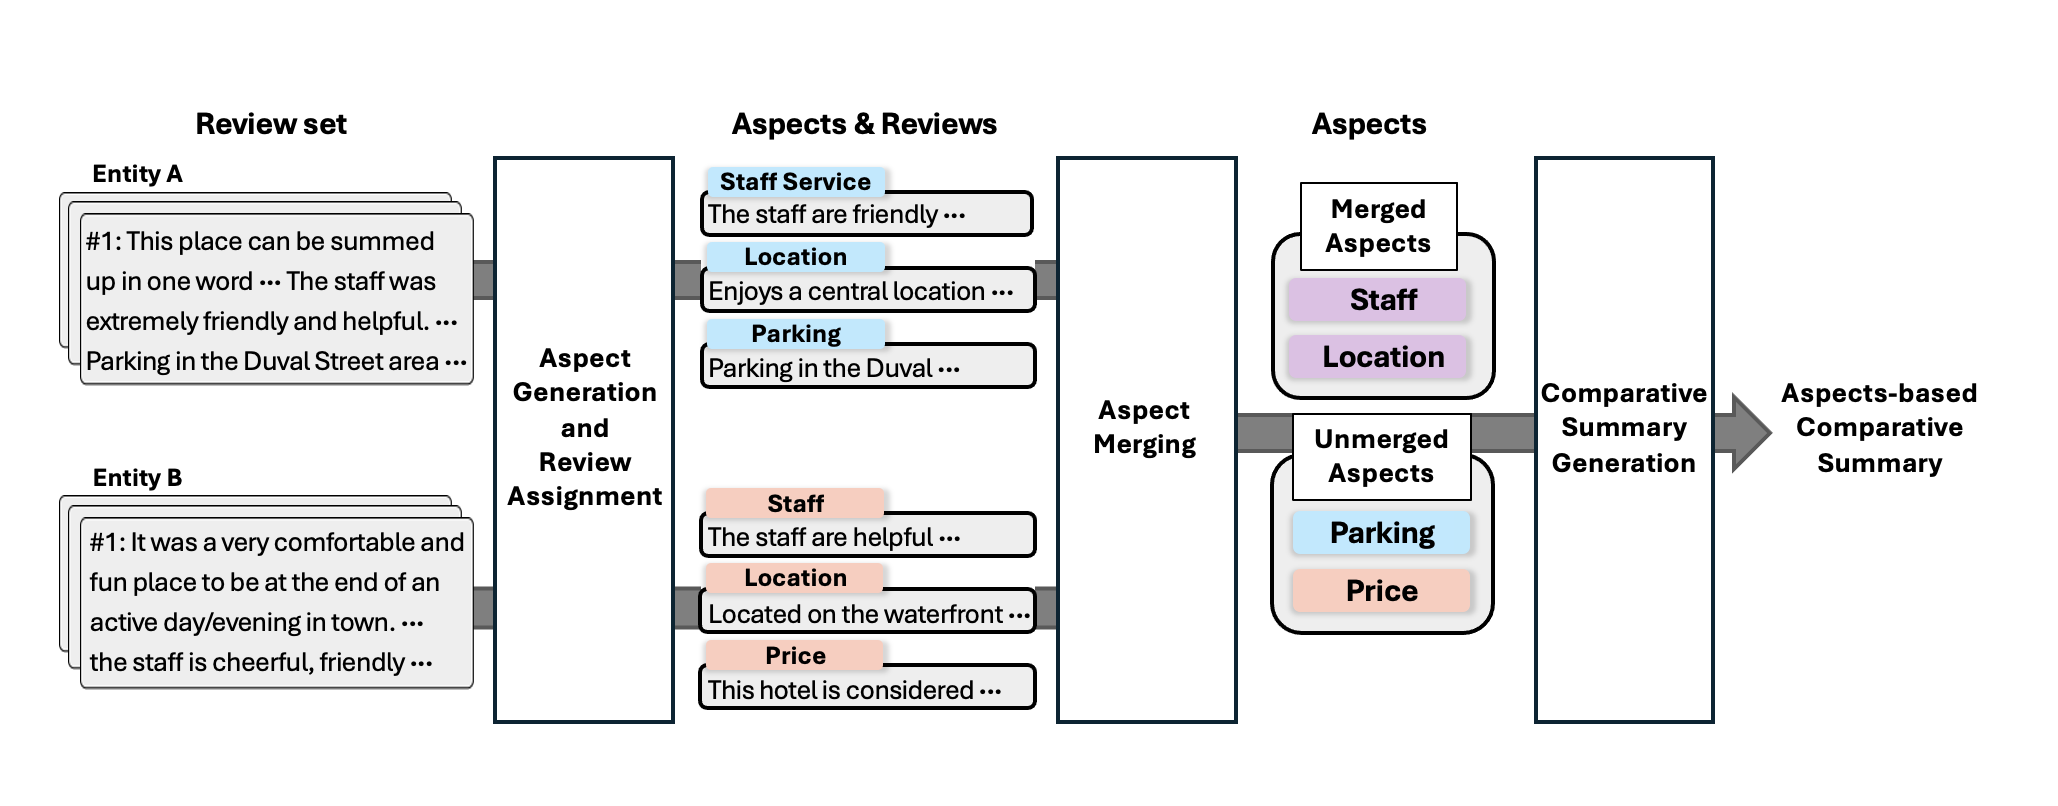 Review set
Entity A
#1: This place can be summed
up in one word ··· The staff was
extremely friendly and helpful. ···
Parking in the Duval Street area ···
Entity B
#1: It was a very comfortable and
fun place to be at the end of an
active day/evening in town. ···
the staff is cheerful, friendly ···
Aspect
Generation
and
Review
Assignment
Aspects & Reviews
Staff Service
The staff are friendly ···
Location
Enjoys a central location ···
Parking
Parking in the Duval ···
Staff
The staff are helpful ···
Location
Located on the waterfront ···
Price
This hotel is considered ···
Aspect
Merging
Aspects
Merged
Aspects
Staff
Location
Unmerged
Aspects
Parking
Price
Comparative
Summary
Generation
Aspects-based
Comparative
Summary